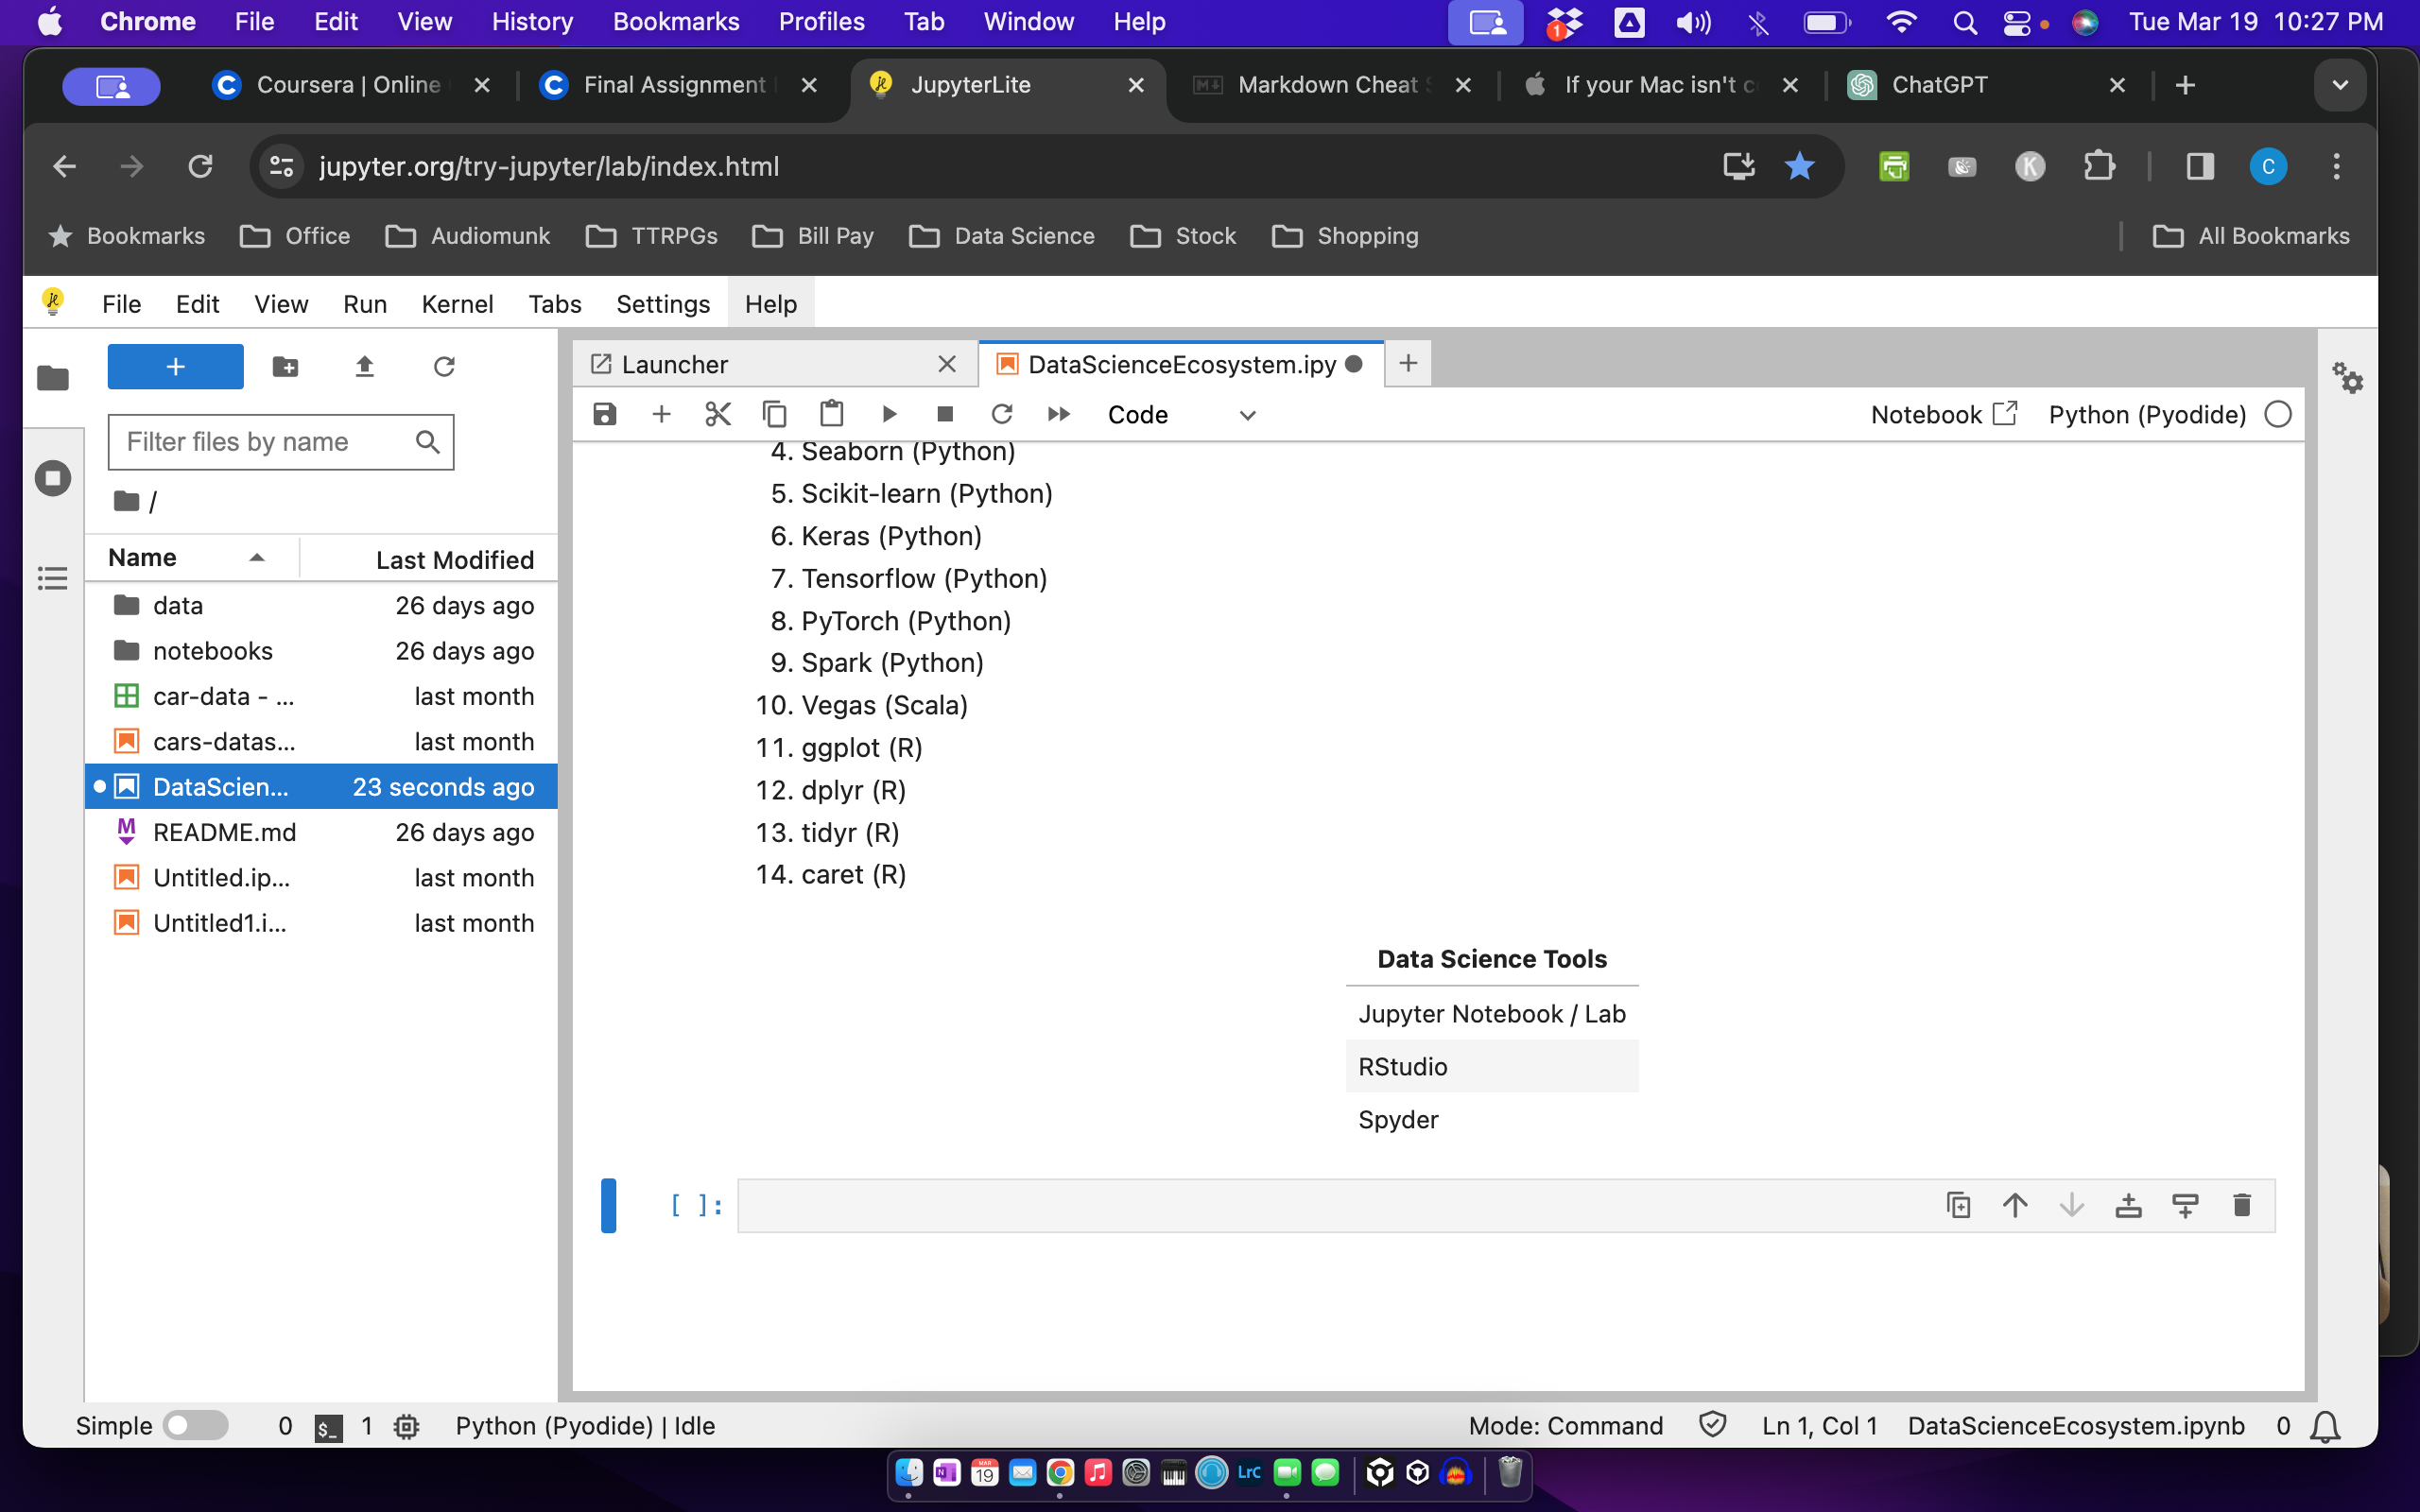 Chrome File Edit View History Bookmarks Profiles Tab Window Help 1 Tue Mar 19 10:27 PM
Coursera | Online Final Assignment JupyterLite Markdown Cheat If your Mac isn't ChatGPT
jupyter.org/try-jupyter/lab/index.html K C
Bookmarks Office Audiomunk TTRPGs Bill Pay Data Science Stock Shopping All Bookmarks
File Edit View Run Kernel Tabs Settings Help
Launcher DataScienceEcosystem.ipy
Code Notebook Python (Pyodide)
Filter files by name
/
Name Last Modified
data 26 days ago
notebooks 26 days ago
car-data - ... last month
cars-datas... last month
DataScien... 23 seconds ago
README.md 26 days ago
Untitled.ip... last month
Untitled1.i... last month
4. Seaborn (Python)
5. Scikit-learn (Python)
6. Keras (Python)
7. Tensorflow (Python)
8. PyTorch (Python)
9. Spark (Python)
10. Vegas (Scala)
11. ggplot (R)
12. dplyr (R)
13. tidyr (R)
14. caret (R)
Data Science Tools
Jupyter Notebook / Lab
RStudio
Spyder
[ ]:
Simple 0 $_ 1 Python (Pyodide) | Idle Mode: Command Ln 1, Col 1 DataScienceEcosystem.ipynb 0
MAR
19 LrC